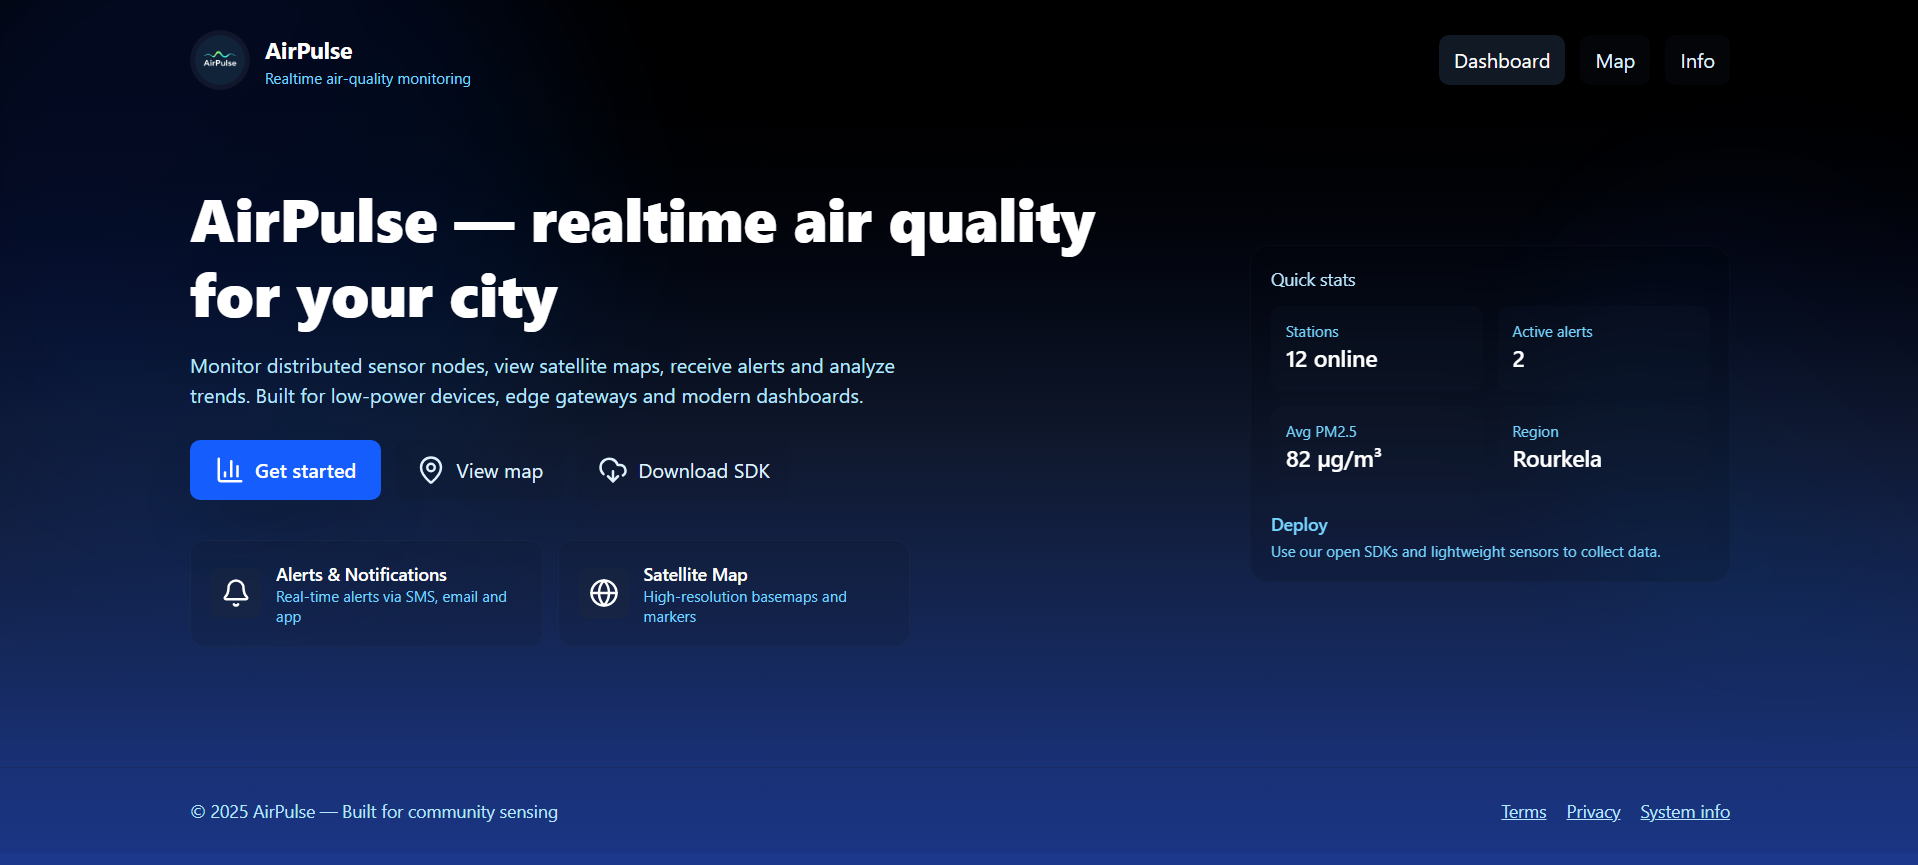 AirPulse
AirPulse
Realtime air-quality monitoring
Dashboard
Map
Info
AirPulse — realtime air quality
for your city
Monitor distributed sensor nodes, view satellite maps, receive alerts and analyze
trends. Built for low-power devices, edge gateways and modern dashboards.
Get started
View map
Download SDK
Alerts & Notifications
Real-time alerts via SMS, email and
app
Satellite Map
High-resolution basemaps and
markers
Quick stats
Stations
12 online
Active alerts
2
Avg PM2.5
82 µg/m³
Region
Rourkela
Deploy
Use our open SDKs and lightweight sensors to collect data.
© 2025 AirPulse — Built for community sensing
Terms
Privacy
System info